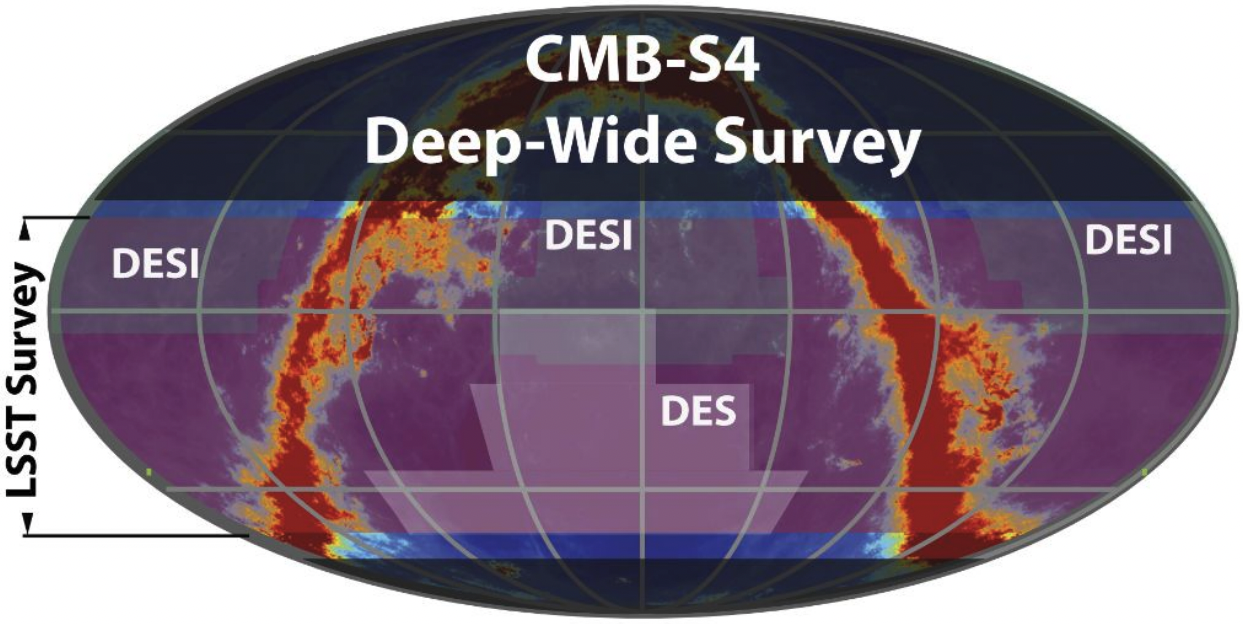 CMB-S4
Deep-Wide Survey
LSST Survey
DESI
DESI
DESI
DES